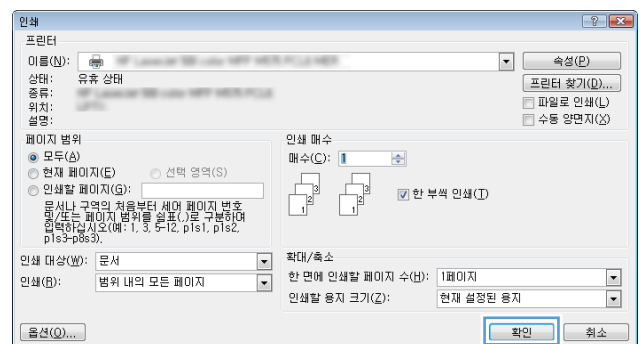 인쇄
프린터
이름(N):
속성(P)
상태: 유휴 상태
프린터 찾기(D)...
종류:
위치:
파일로 인쇄(L)
설명:
수동 양면지(X)
페이지 범위
모두(A)
현재 페이지(E) 선택 영역(S)
인쇄할 페이지(G):
문서나 구역의 처음부터 세어 페이지 번호
및/또는 페이지 범위를 쉼표(,)로 구분하여
입력하십시오(예: 1, 3, 5-12, p1s1, p1s2,
p1s3-p8s3).
인쇄 매수
매수(C): 1
3
2
1
3
2
1
한 부씩 인쇄(T)
인쇄 대상(W): 문서
인쇄(R): 범위 내의 모든 페이지
확대/축소
한 면에 인쇄할 페이지 수(H): 1페이지
인쇄할 용지 크기(Z): 현재 설정된 용지
옵션(O)...
확인
취소